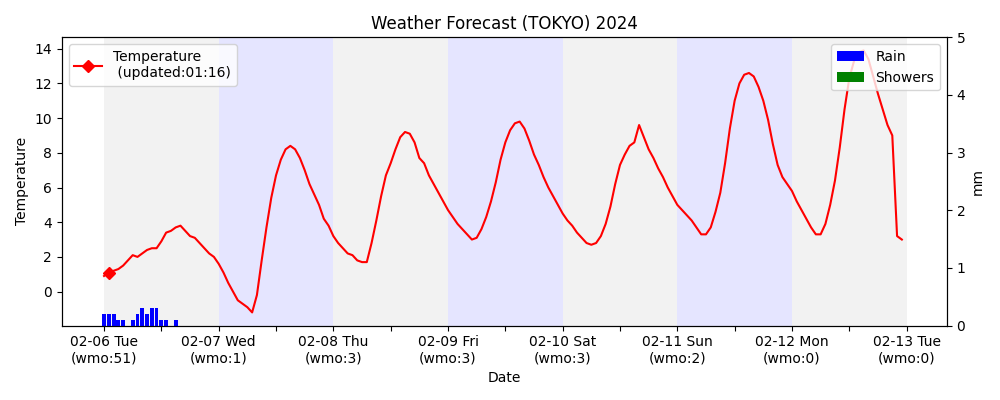 Weather Forecast (TOKYO) 2024
Temperature
(updated:01:16)
Rain
Showers
Temperature
14
12
10
8
6
4
2
0
5
4
3
2
1
0
mm
02-06 Tue
(wmo:51)
02-07 Wed
(wmo:1)
02-08 Thu
(wmo:3)
02-09 Fri
(wmo:3)
02-10 Sat
(wmo:3)
02-11 Sun
(wmo:2)
02-12 Mon
(wmo:0)
02-13 Tue
(wmo:0)
Date